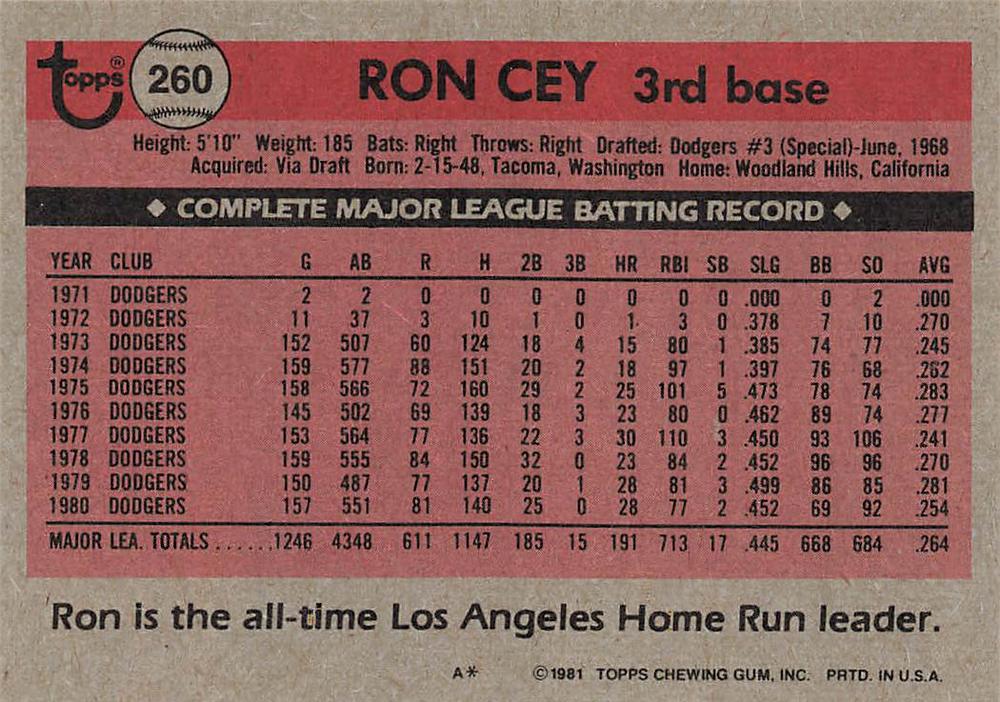 Topps® 260 RON CEY 3rd base
Height: 5'10" Weight: 185 Bats: Right Throws: Right Drafted: Dodgers #3 (Special)-June, 1968
Acquired: Via Draft Born: 2-15-48, Tacoma, Washington Home: Woodland Hills, California
◆ COMPLETE MAJOR LEAGUE BATTING RECORD ◆
YEAR CLUB G AB R H 2B 3B HR RBI SB SLG BB SO AVG
1971 DODGERS 2 2 0 0 0 0 0 0 0 .000 0 2 .000
1972 DODGERS 11 37 3 10 1 0 1 3 0 .378 7 10 .270
1973 DODGERS 152 507 60 124 18 4 15 80 1 .385 74 77 .245
1974 DODGERS 159 577 88 151 20 2 18 97 1 .397 76 68 .262
1975 DODGERS 158 566 72 160 29 2 25 101 5 .473 78 74 .283
1976 DODGERS 145 502 69 139 18 3 23 80 0 .462 89 74 .277
1977 DODGERS 153 564 77 136 22 3 30 110 3 .450 93 106 .241
1978 DODGERS 159 555 84 150 32 0 23 84 2 .452 96 96 .270
1979 DODGERS 150 487 77 137 20 1 28 81 3 .499 86 85 .281
1980 DODGERS 157 551 81 140 25 0 28 77 2 .452 69 92 .254
MAJOR LEA. TOTALS ......1246 4348 611 1147 185 15 191 713 17 .445 668 684 .264
Ron is the all-time Los Angeles Home Run leader.
A* ©1981 TOPPS CHEWING GUM, INC. PRTD. IN U.S.A.